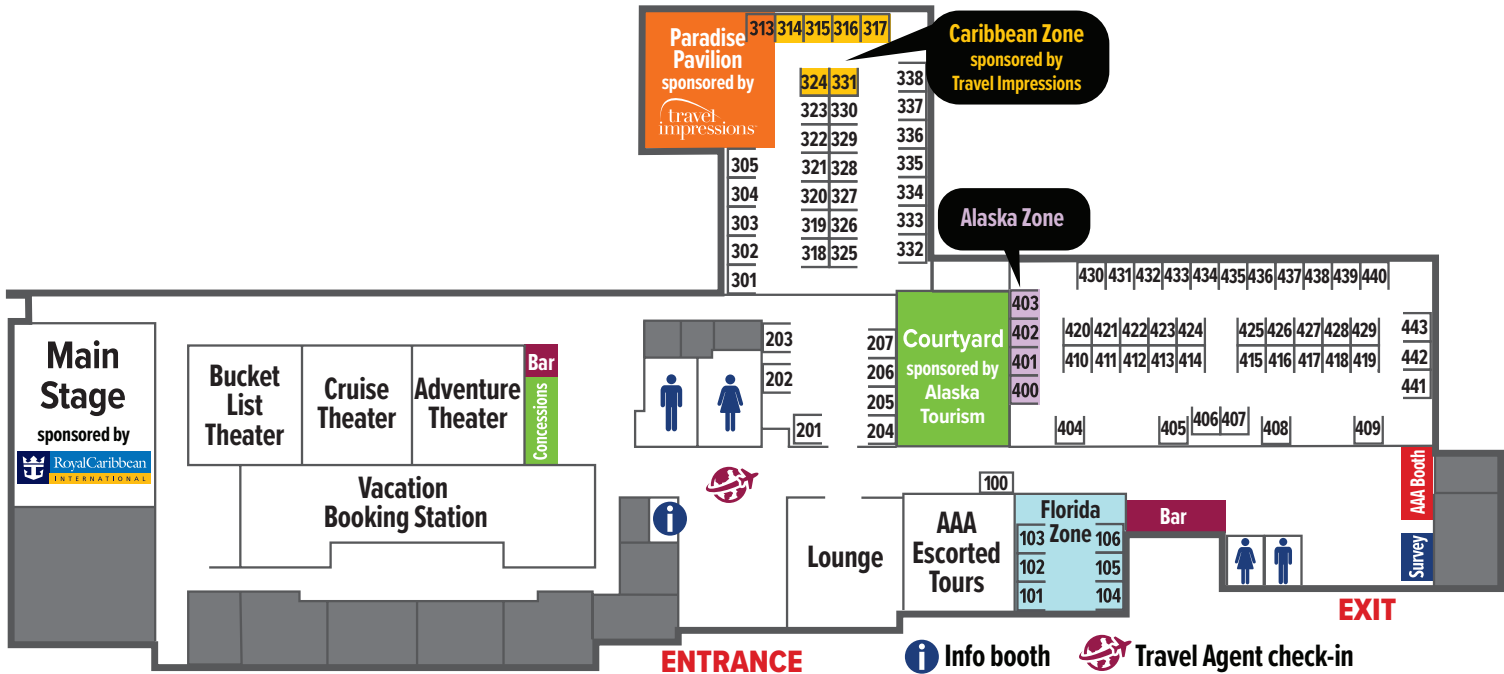 Paradise
Pavilion
sponsored by
travel
impressions
313 314 315 316 317
Caribbean Zone
sponsored by
Travel Impressions
324 331
323 330
322 329
321 328
320 327
319 326
318 325
338
337
336
335
334
333
332
305
304
303
302
301
Alaska Zone
403
402
401
400
430 431 432 433 434 435 436 437 438 439 440
420 421 422 423 424
410 411 412 413 414
425 426 427 428 429
415 416 417 418 419
443
442
441
404
405
406 407
408
409
Main
Stage
sponsored by
RoyalCaribbean
INTERNATIONAL
Bucket
List
Theater
Cruise
Theater
Adventure
Theater
Bar
Concessions
Vacation
Booking Station
203
202
201
207
206
205
204
Courtyard
sponsored by
Alaska
Tourism
i
Lounge
100
AAA
Escorted
Tours
Florida
Zone
103
102
101
106
105
104
Bar
AAA Booth
Survey
ENTRANCE
EXIT
i Info booth
Travel Agent check-in